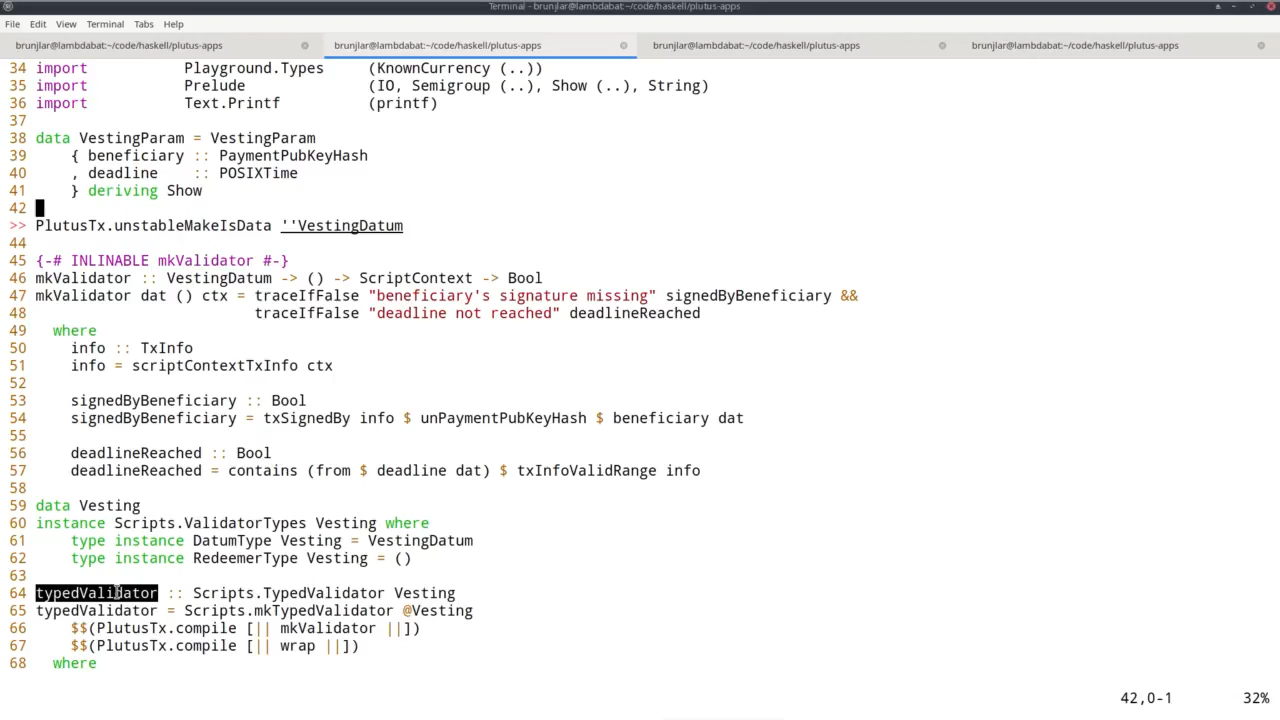 Terminal - brunjlar@lambdabat:~/code/haskell/plutus-apps
File Edit View Terminal Tabs Help
brunjlar@lambdabat:~/code/haskell/plutus-apps brunjlar@lambdabat:~/code/haskell/plutus-apps brunjlar@lambdabat:~/code/haskell/plutus-apps brunjlar@lambdabat:~/code/haskell/plutus-apps
34 import Playground.Types (KnownCurrency (..))
35 import Prelude (IO, Semigroup (..), Show (..), String)
36 import Text.Printf (printf)
37
38 data VestingParam = VestingParam
39 { beneficiary :: PaymentPubKeyHash
40 , deadline :: POSIXTime
41 } deriving Show
42
>> PlutusTx.unstableMakeIsData ''VestingDatum
44
45 {-# INLINABLE mkValidator #-}
46 mkValidator :: VestingDatum -> () -> ScriptContext -> Bool
47 mkValidator dat () ctx = traceIfFalse "beneficiary's signature missing" signedByBeneficiary &&
48 traceIfFalse "deadline not reached" deadlineReached
49 where
50 info :: TxInfo
51 info = scriptContextTxInfo ctx
52
53 signedByBeneficiary :: Bool
54 signedByBeneficiary = txSignedBy info $ unPaymentPubKeyHash $ beneficiary dat
55
56 deadlineReached :: Bool
57 deadlineReached = contains (from $ deadline dat) $ txInfoValidRange info
58
59 data Vesting
60 instance Scripts.ValidatorTypes Vesting where
61 type instance DatumType Vesting = VestingDatum
62 type instance RedeemerType Vesting = ()
63
64 typedValidator :: Scripts.TypedValidator Vesting
65 typedValidator = Scripts.mkTypedValidator @Vesting
66 $$(PlutusTx.compile [|| mkValidator ||])
67 $$(PlutusTx.compile [|| wrap ||])
68 where
42,0-1 32%